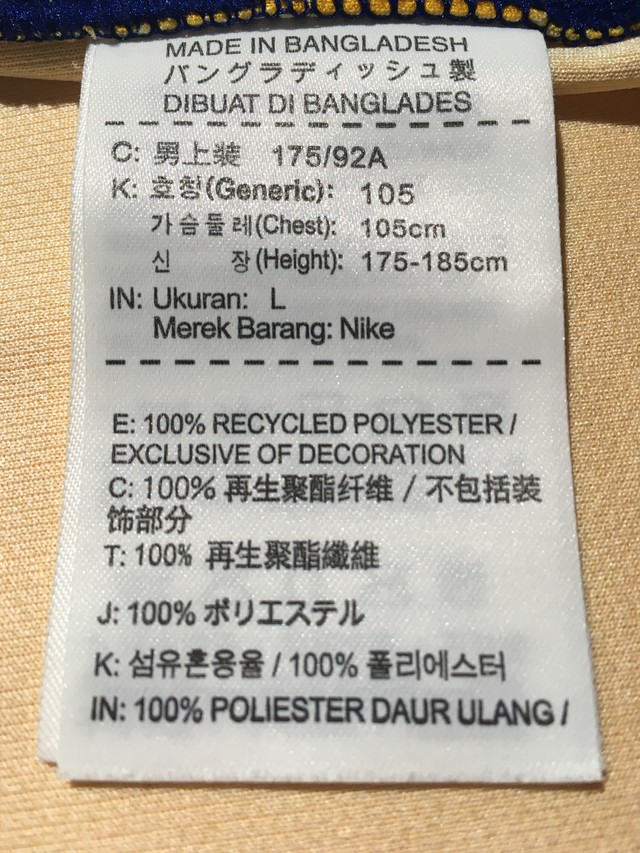 MADE IN BANGLADESH
バングラディッシュ製
DIBUAT DI BANGLADES
C: 男上装 175/92A
K: 호칭(Generic): 105
가슴둘레(Chest): 105cm
신 장(Height): 175-185cm
IN: Ukuran: L
Merek Barang: Nike
E: 100% RECYCLED POLYESTER /
EXCLUSIVE OF DECORATION
C: 100% 再生聚酯纤维 / 不包括装
饰部分
T: 100% 再生聚酯纖維
J: 100% ポリエステル
K: 섬유혼용율 / 100% 폴리에스터
IN: 100% POLIESTER DAUR ULANG /